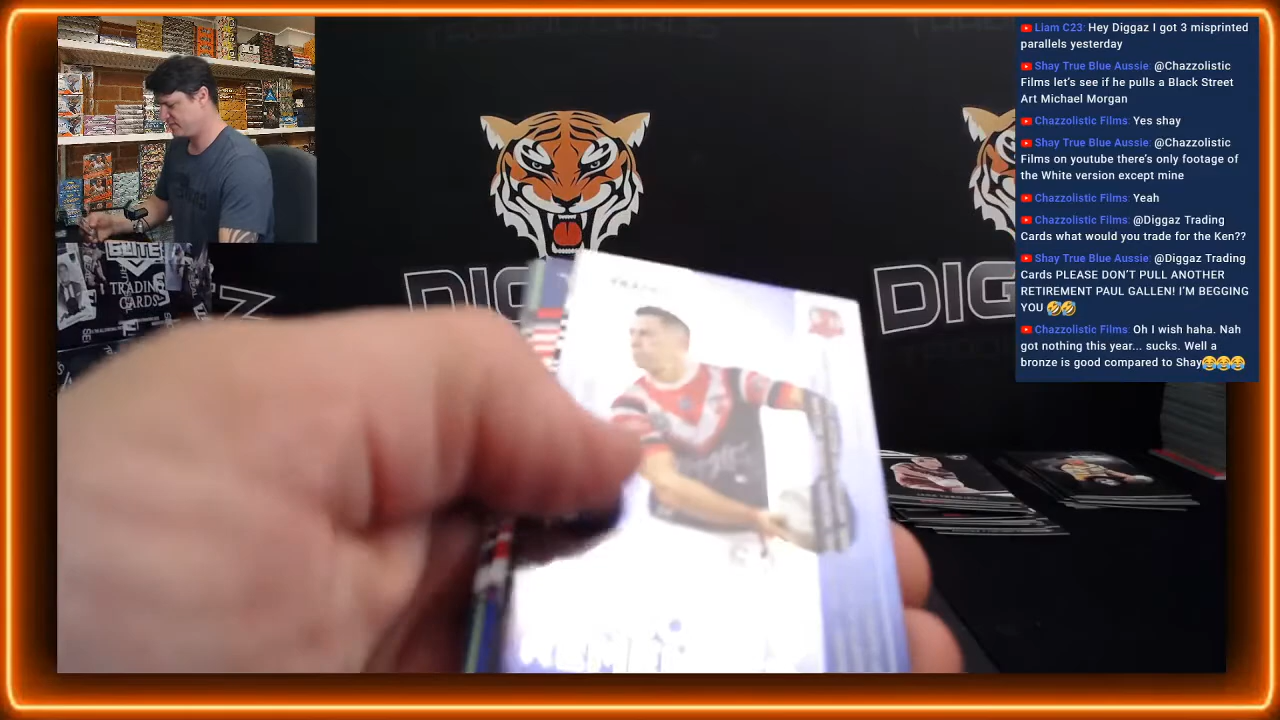 Liam C23: Hey Diggaz I got 3 misprinted
parallels yesterday
Shay True Blue Aussie: @Chazzolistic
Films let's see if he pulls a Black Street
Art Michael Morgan
Chazzolistic Films: Yes shay
Shay True Blue Aussie: @Chazzolistic
Films on youtube there's only footage of
the White version except mine
Chazzolistic Films: Yeah
Chazzolistic Films: @Diggaz Trading
Cards what would you trade for the Ken??
Shay True Blue Aussie: @Diggaz Trading
Cards PLEASE DON'T PULL ANOTHER
RETIREMENT PAUL GALLEN! I'M BEGGING
YOU 🤣🤣
Chazzolistic Films: Oh I wish haha. Nah
got nothing this year... sucks. Well a
bronze is good compared to Shay😂😂😂
ELITE
TRADING
CARDS
DIG
DIG